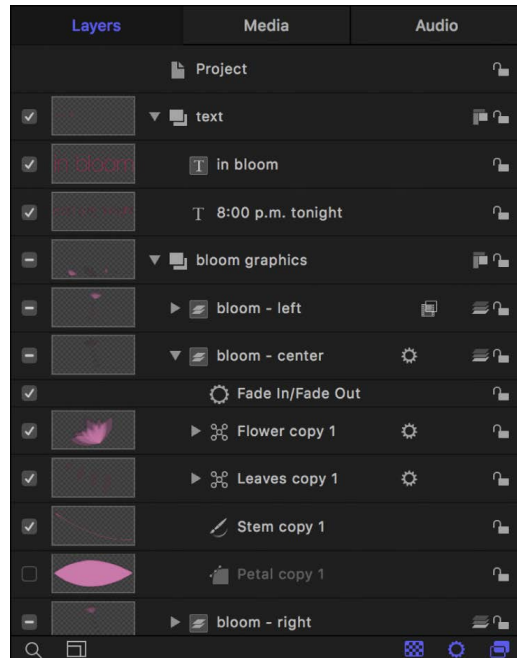 Layers Media Audio
Project
text
in bloom
in bloom
T 8:00 p.m. tonight
bloom graphics
bloom - left
bloom - center
Fade In/Fade Out
Flower copy 1
Leaves copy 1
Stem copy 1
Petal copy 1
bloom - right